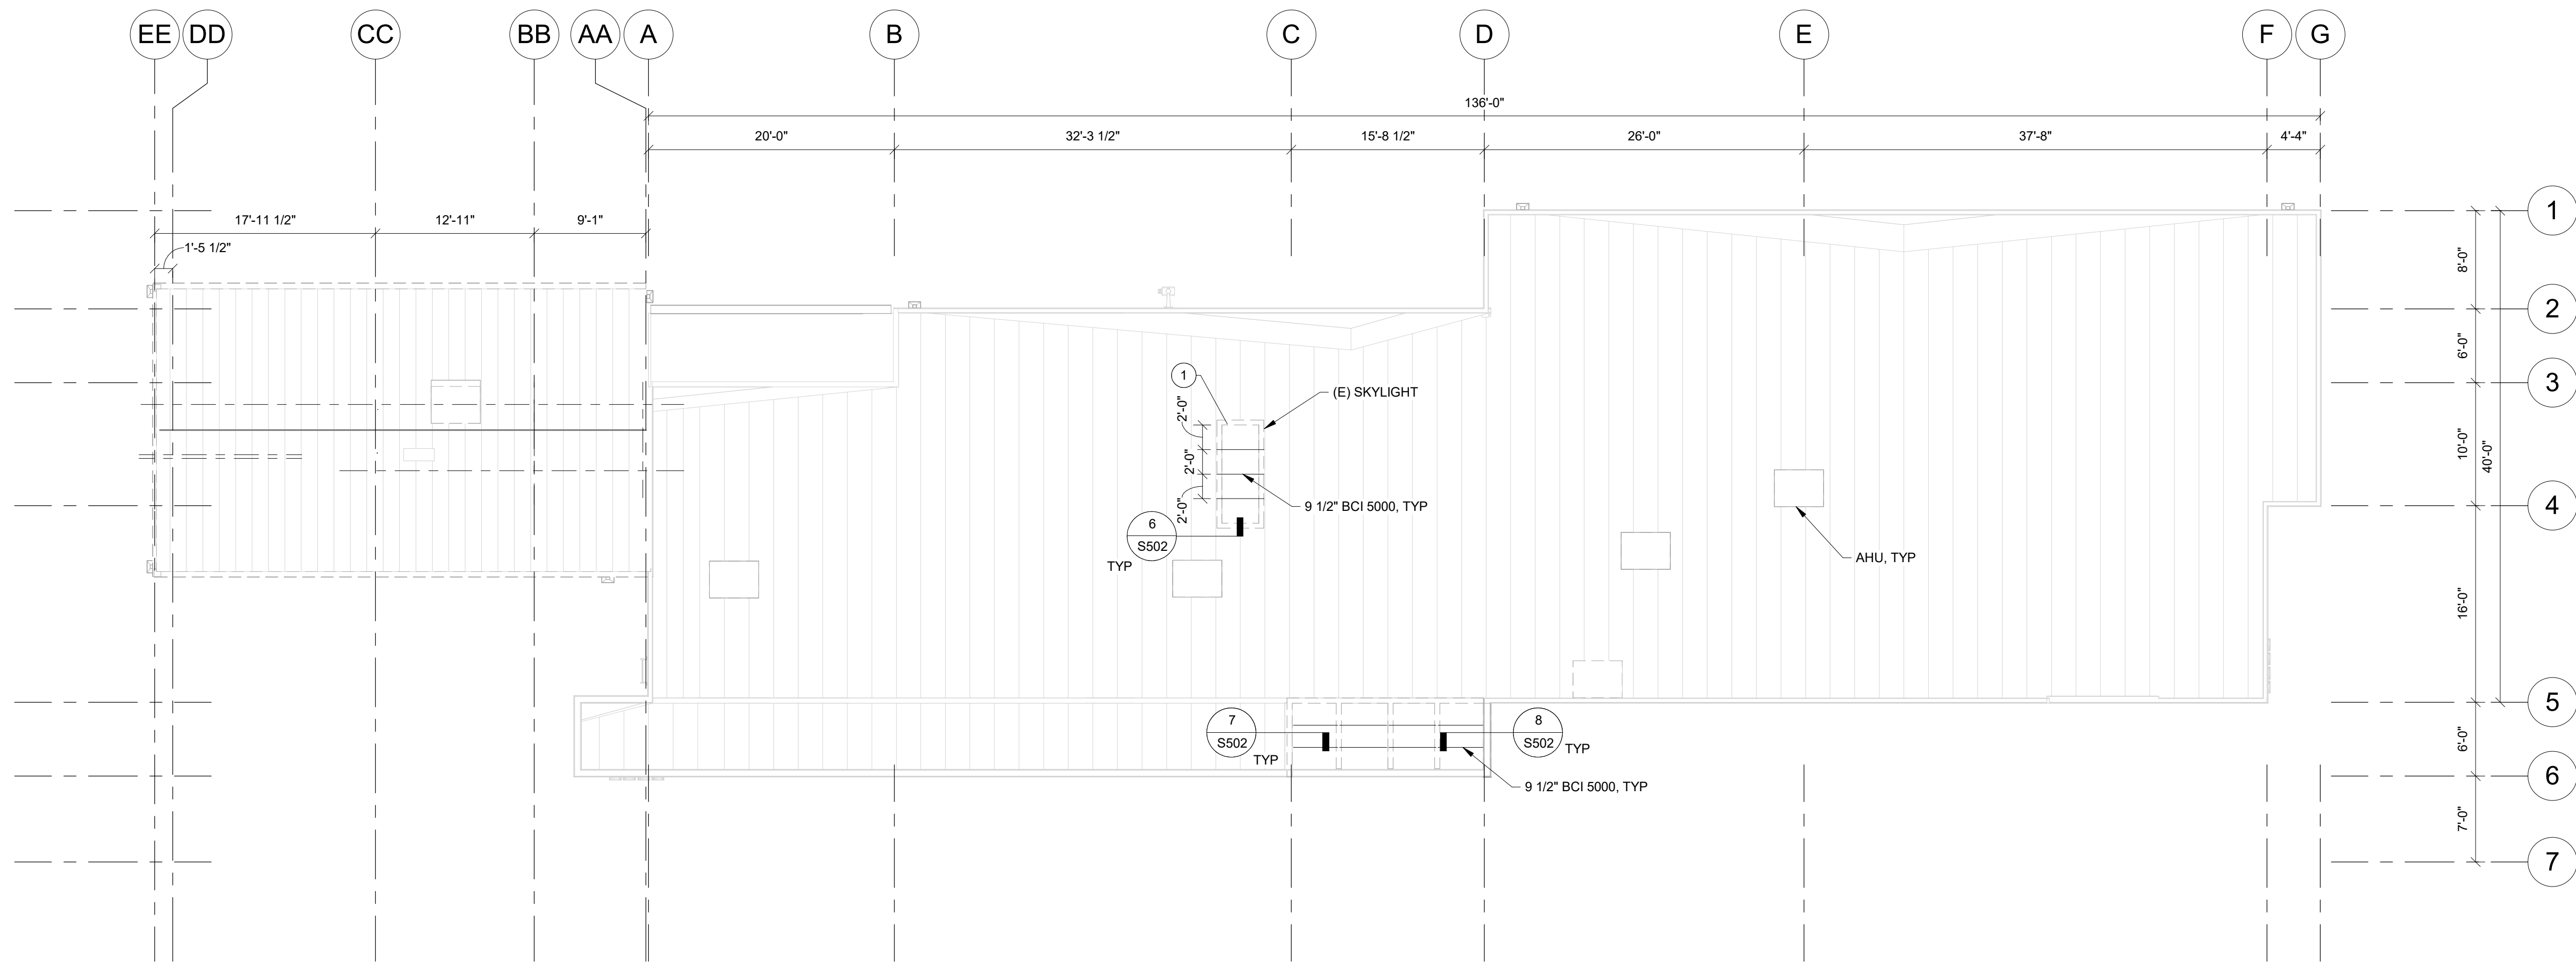 EE DD CC BB AA A B C D E F G
136'-0"
20'-0" 32'-3 1/2" 15'-8 1/2" 26'-0" 37'-8" 4'-4"
17'-11 1/2" 12'-11" 9'-1"
1'-5 1/2"
1
8'-0"
2
6'-0"
3
1
(E) SKYLIGHT
2'-0"
2'-0"
2'-0"
10'-0"
40'-0"
9 1/2" BCI 5000, TYP
4
6
S502
TYP
AHU, TYP
16'-0"
5
7
S502
TYP
8
S502
TYP
6'-0"
9 1/2" BCI 5000, TYP
6
7'-0"
7